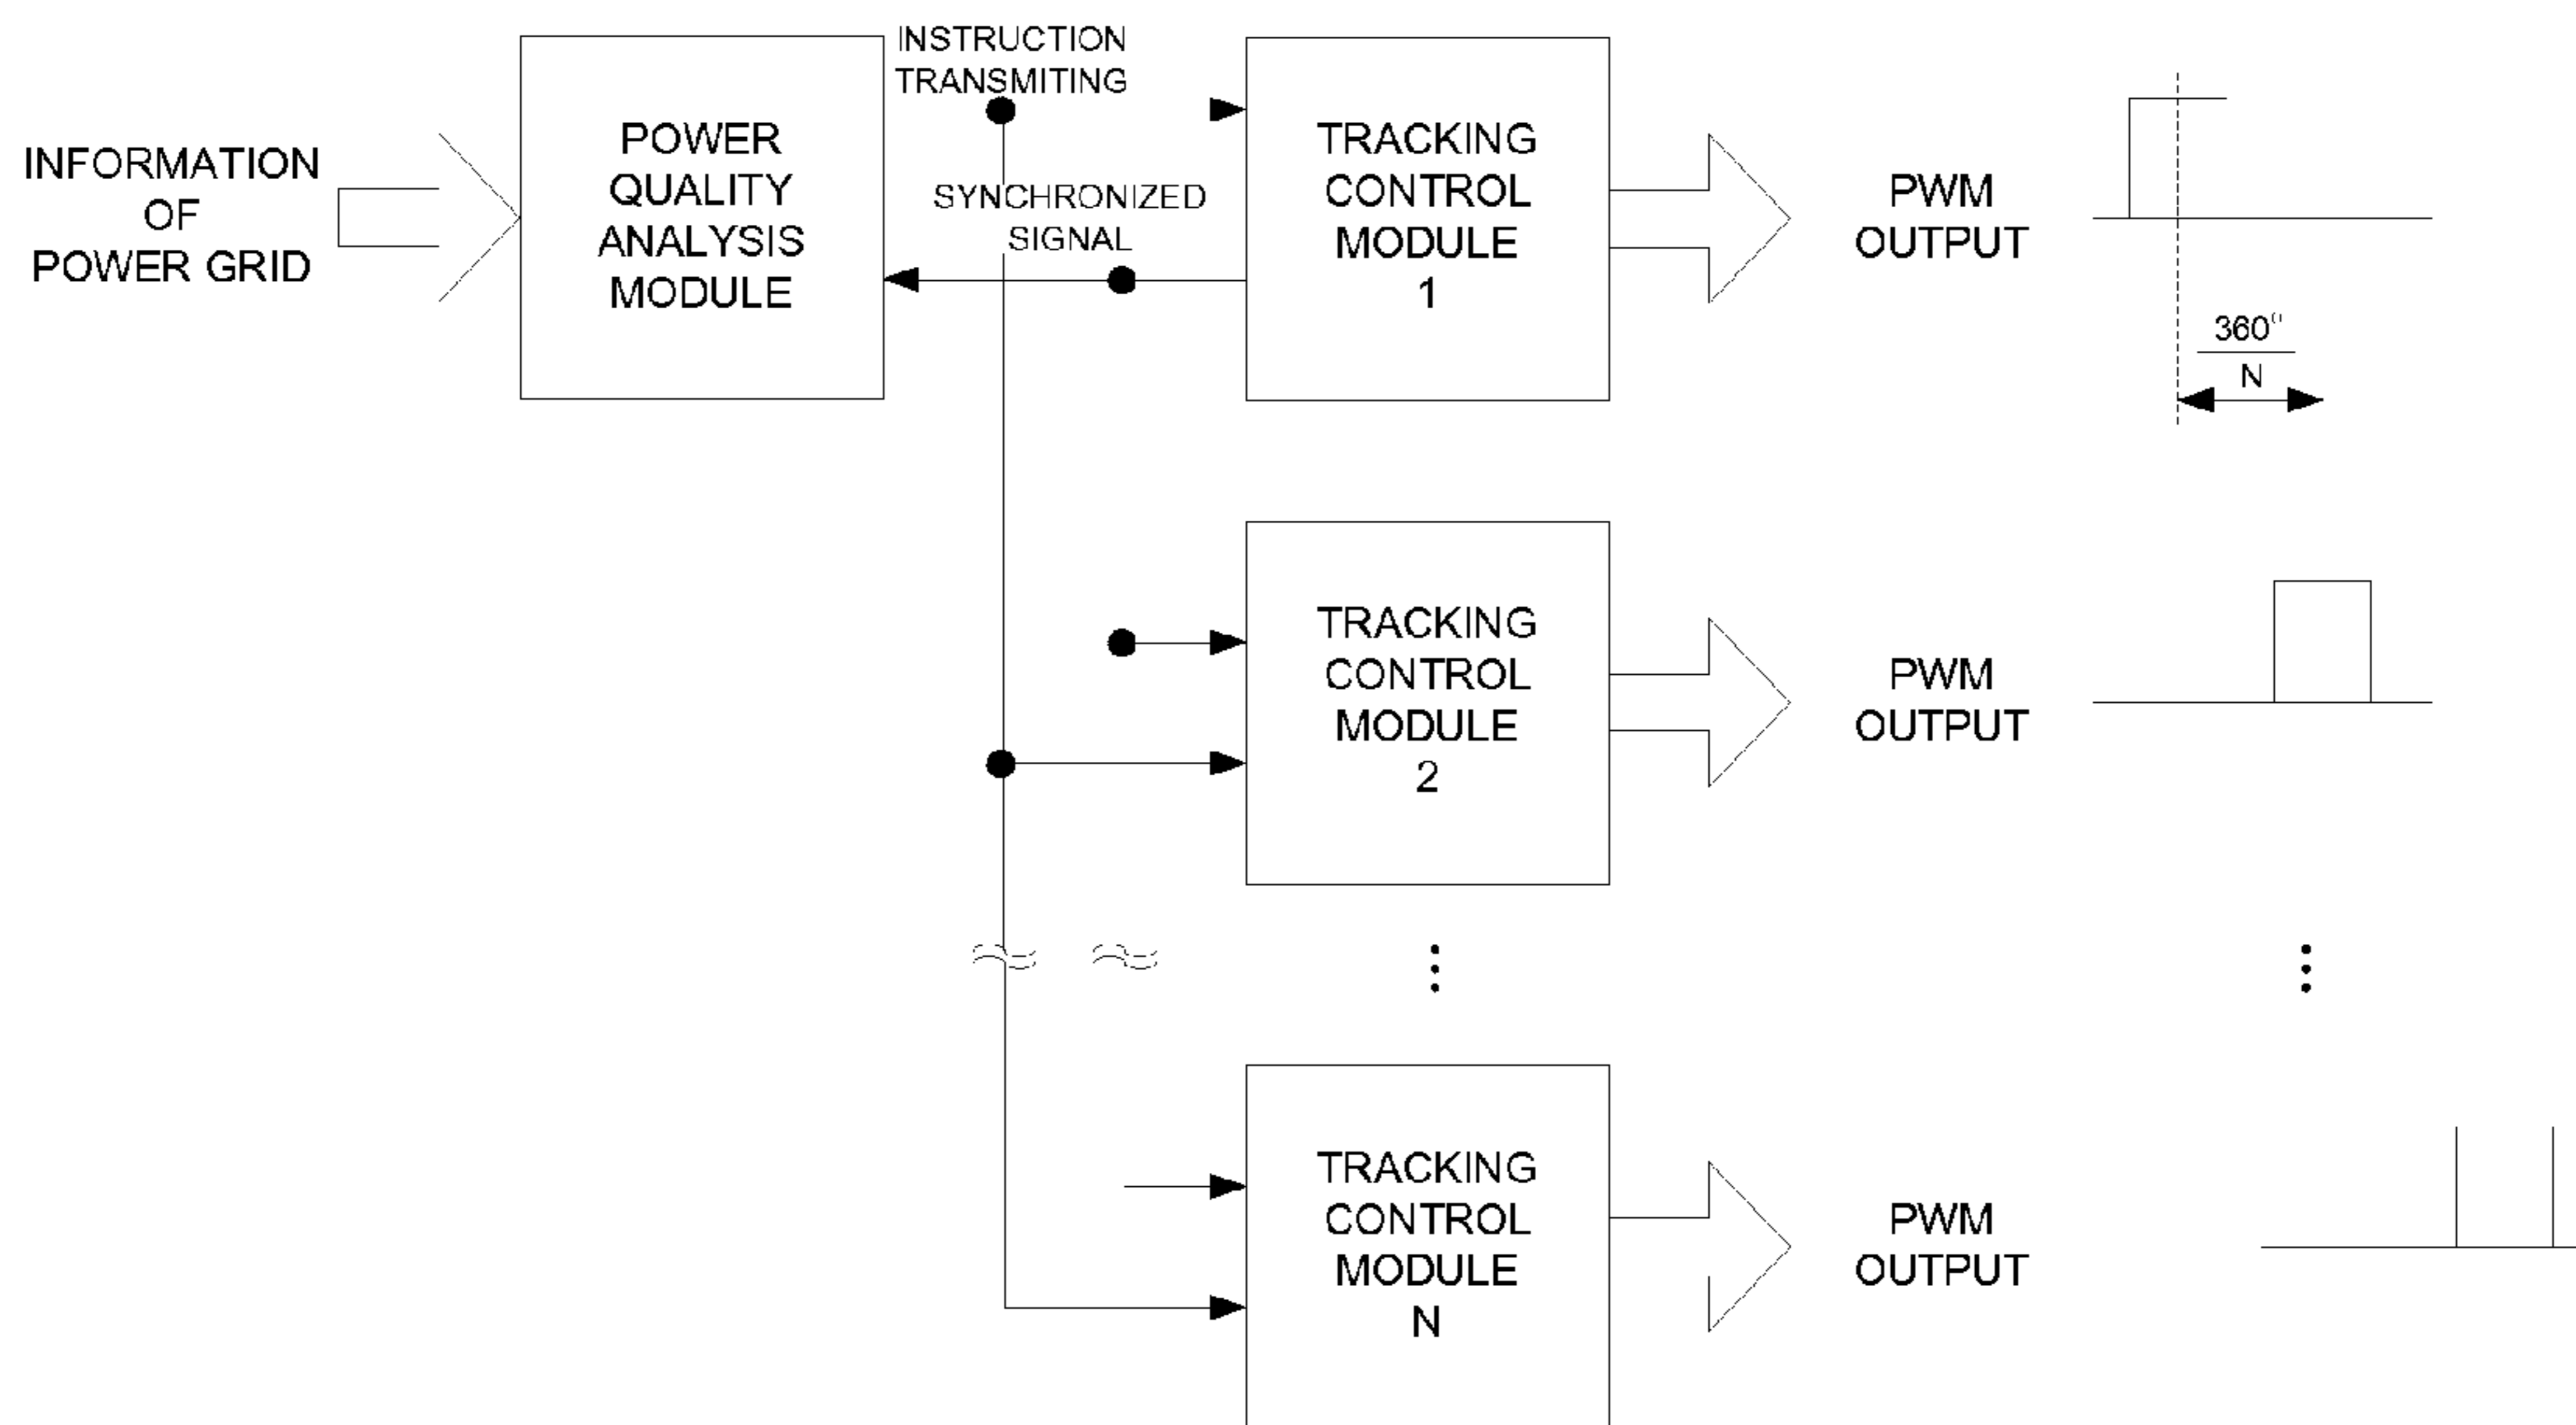 INFORMATION
OF
POWER GRID
POWER
QUALITY
ANALYSIS
MODULE
INSTRUCTION
TRANSMITING
SYNCHRONIZED
SIGNAL
TRACKING
CONTROL
MODULE
1
PWM
OUTPUT
360°
N
TRACKING
CONTROL
MODULE
2
PWM
OUTPUT
TRACKING
CONTROL
MODULE
N
PWM
OUTPUT